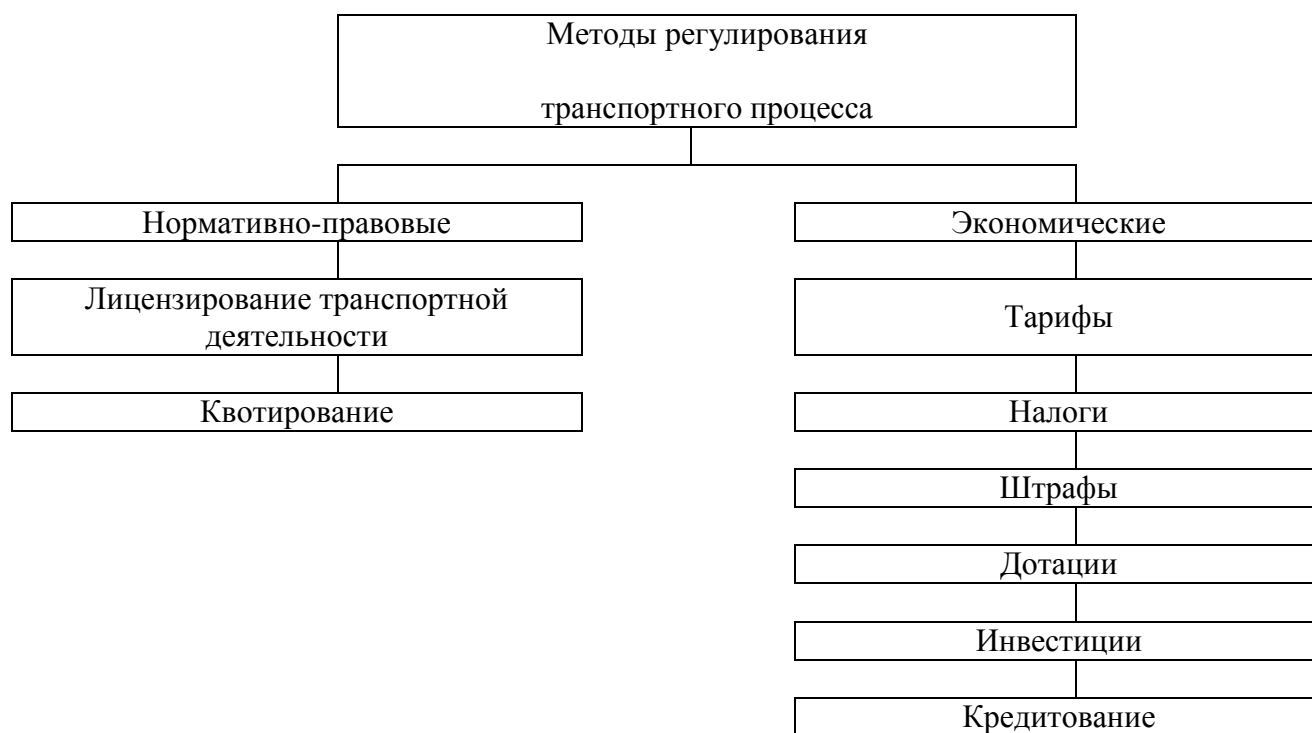 Методы регулирования
транспортного процесса
Нормативно-правовые
Экономические
Лицензирование транспортной
деятельности
Тарифы
Квотирование
Налоги
Штрафы
Дотации
Инвестиции
Кредитование